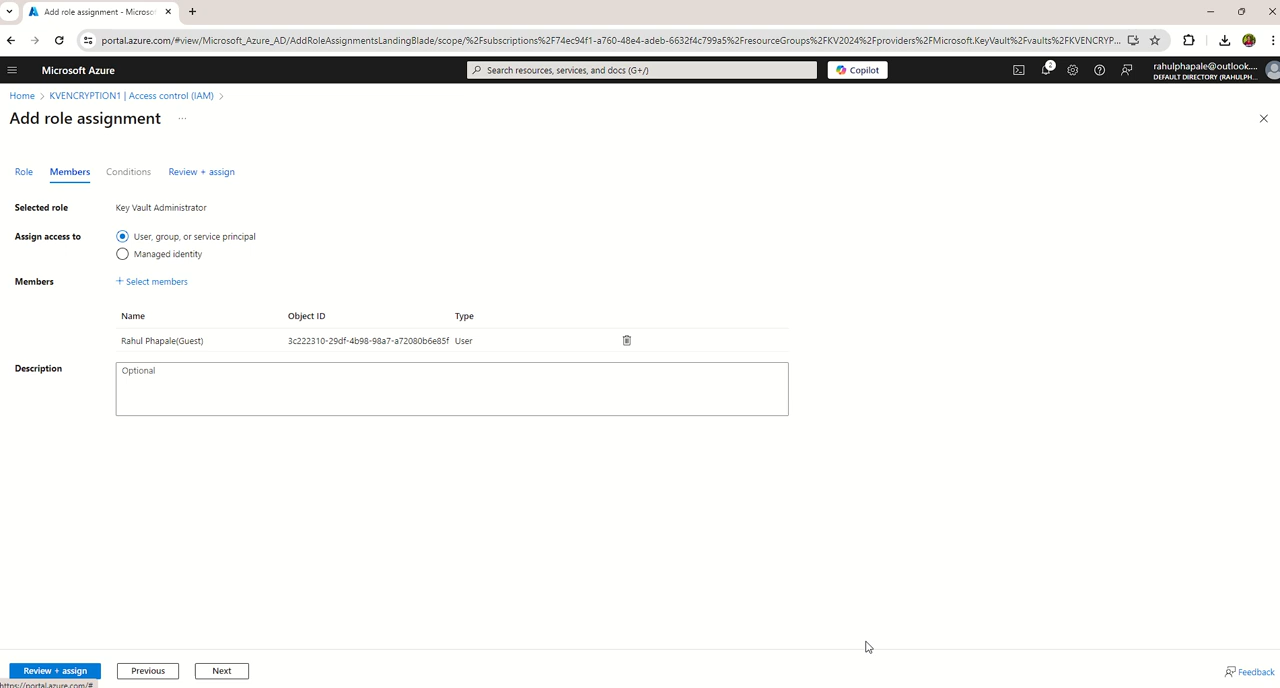 Add role assignment - Micros
portal.azure.com/#view/Microsoft_Azure_AD/AddRoleAssignmentsLandingBlade/scope/%2Fsubscriptions%2F74ec94f1-a760-48e4-adeb-6632f4c799a5%2FresourceGroups%2FKV2024%2Fproviders%2FMicrosoft.KeyVault%2Fvaults%2FKVENCRYP...
Microsoft Azure
Search resources, services, and docs (G+/)
Copilot
2
rahulphapale@outlook....
DEFAULT DIRECTORY (RAHULPH...
Home > KVENCRYPTION1 | Access control (IAM) >
Add role assignment ...
Role Members Conditions Review + assign
Selected role Key Vault Administrator
Assign access to User, group, or service principal
Managed identity
Members + Select members
Name Object ID Type
Rahul Phapale(Guest) 3c222310-29df-4b98-98a7-a72080b6e85f User
Description Optional
Review + assign Previous Next
Feedback
https://portal.azure.com/#